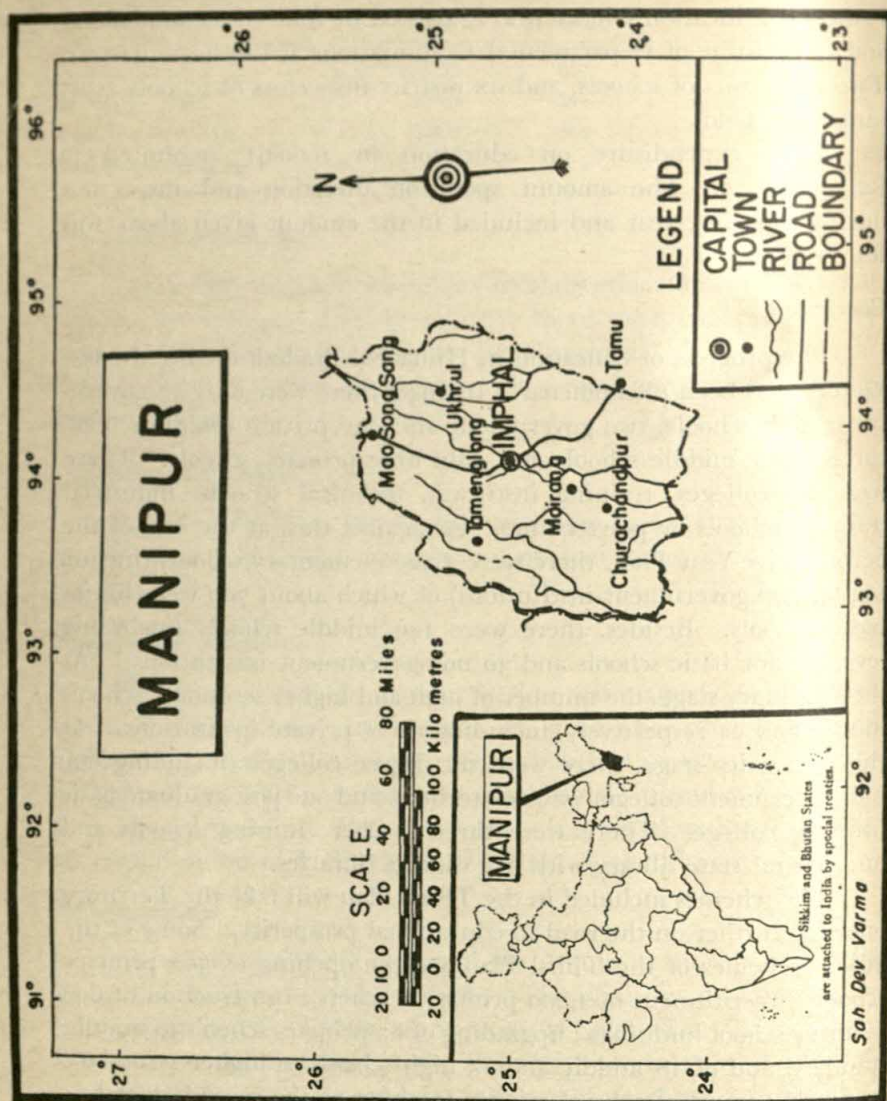 91° 92° 93° 94° 95° 96°
MANIPUR
27°
26°
25°
24°
26°
25°
24°
23°
SCALE
20 10 0 20 40 60 80 Miles
20 0 20 40 60 80 100 Kilometres
N
Mao Song Song
Ukhrul
Tamenglong
IMPHAL
Moirang
Churachandpur
Tamu
MANIPUR
Sikkim and Bhutan States
are attached to India by special treaties.
LEGEND
CAPITAL
TOWN
RIVER
ROAD
BOUNDARY
92° 93° 94° 95°
Sah Dev Varma